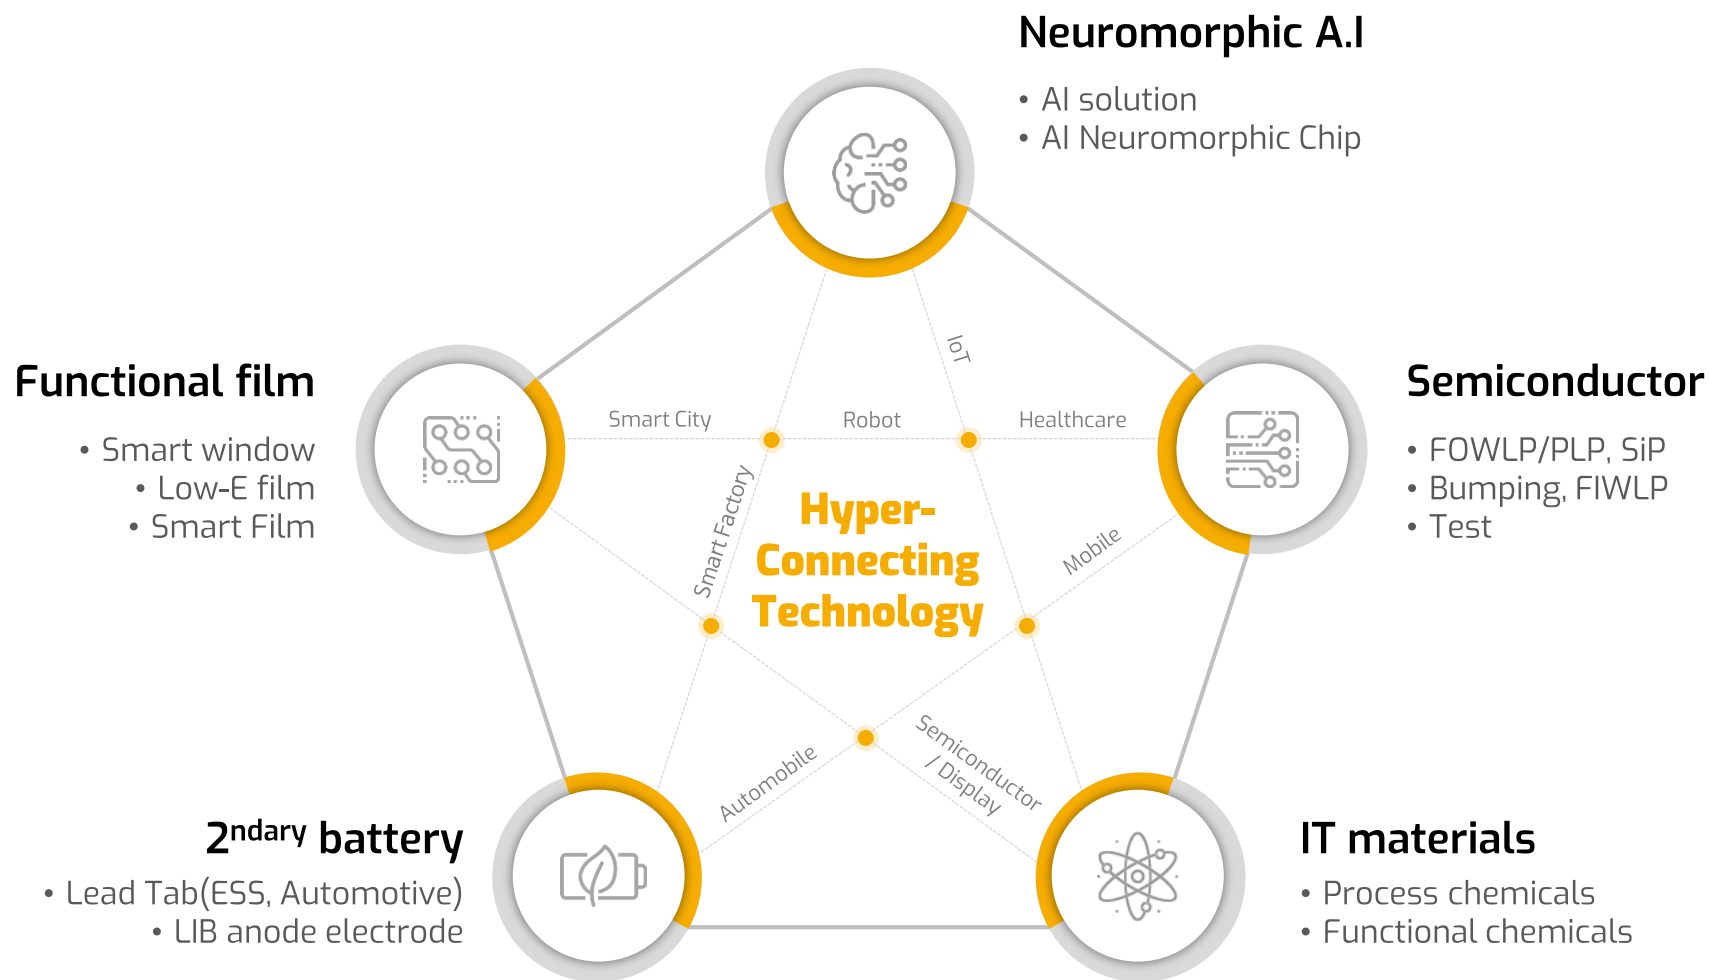 Neuromorphic A.I
• AI solution
• AI Neuromorphic Chip
Functional film
• Smart window
• Low-E film
• Smart Film
Semiconductor
• FOWLP/PLP, SiP
• Bumping, FIWLP
• Test
IoT
Smart City
Robot
Healthcare
Smart Factory
Hyper-
Connecting
Technology
Mobile
Automobile
Semiconductor
/ Display
2ndary battery
• Lead Tab(ESS, Automotive)
• LIB anode electrode
IT materials
• Process chemicals
• Functional chemicals